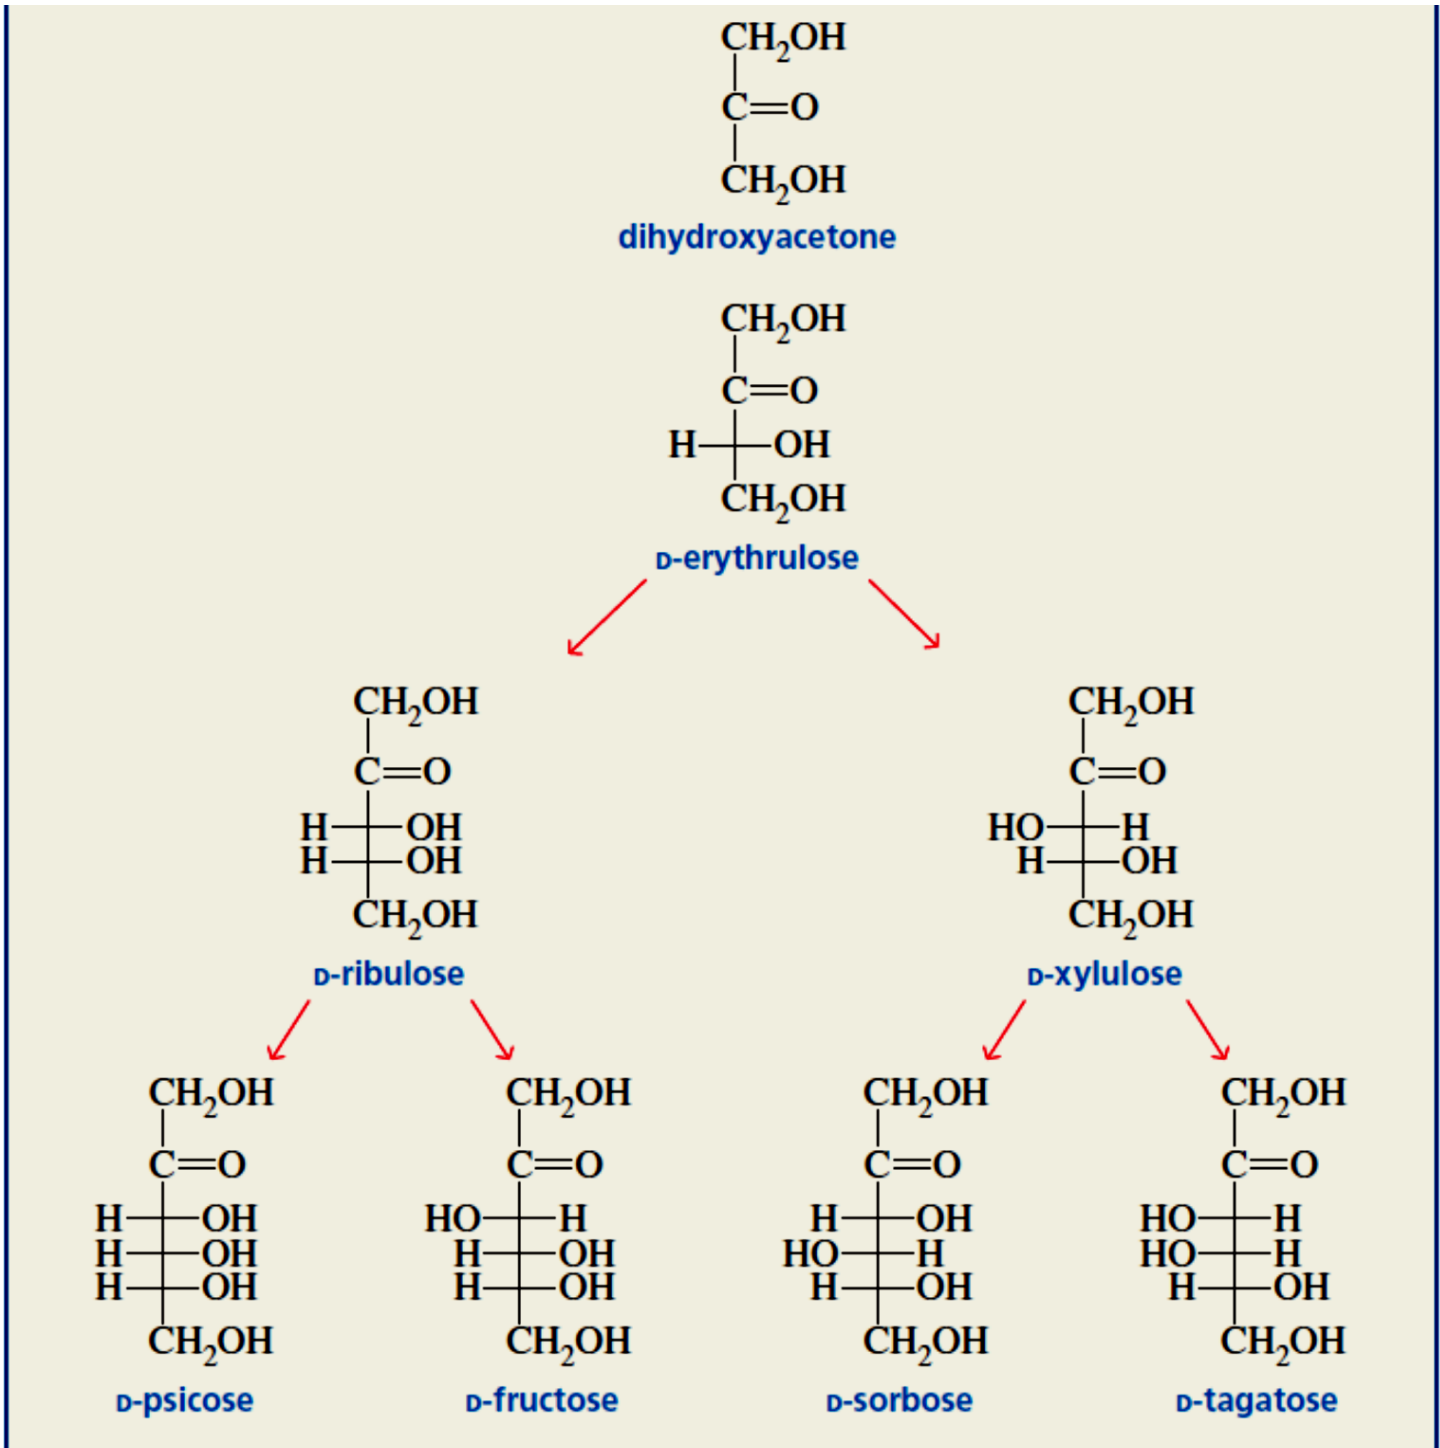 CH₂OH
C=O
CH₂OH
dihydroxyacetone
CH₂OH
C=O
H OH
CH₂OH
D-erythrulose
CH₂OH CH₂OH
C=O C=O
H OH HO H
H OH H OH
CH₂OH CH₂OH
D-ribulose D-xylulose
CH₂OH CH₂OH CH₂OH CH₂OH
C=O C=O C=O C=O
H OH HO H H OH HO H
H OH H OH HO H HO H
H OH H OH H OH H OH
CH₂OH CH₂OH CH₂OH CH₂OH
D-psicose D-fructose D-sorbose D-tagatose